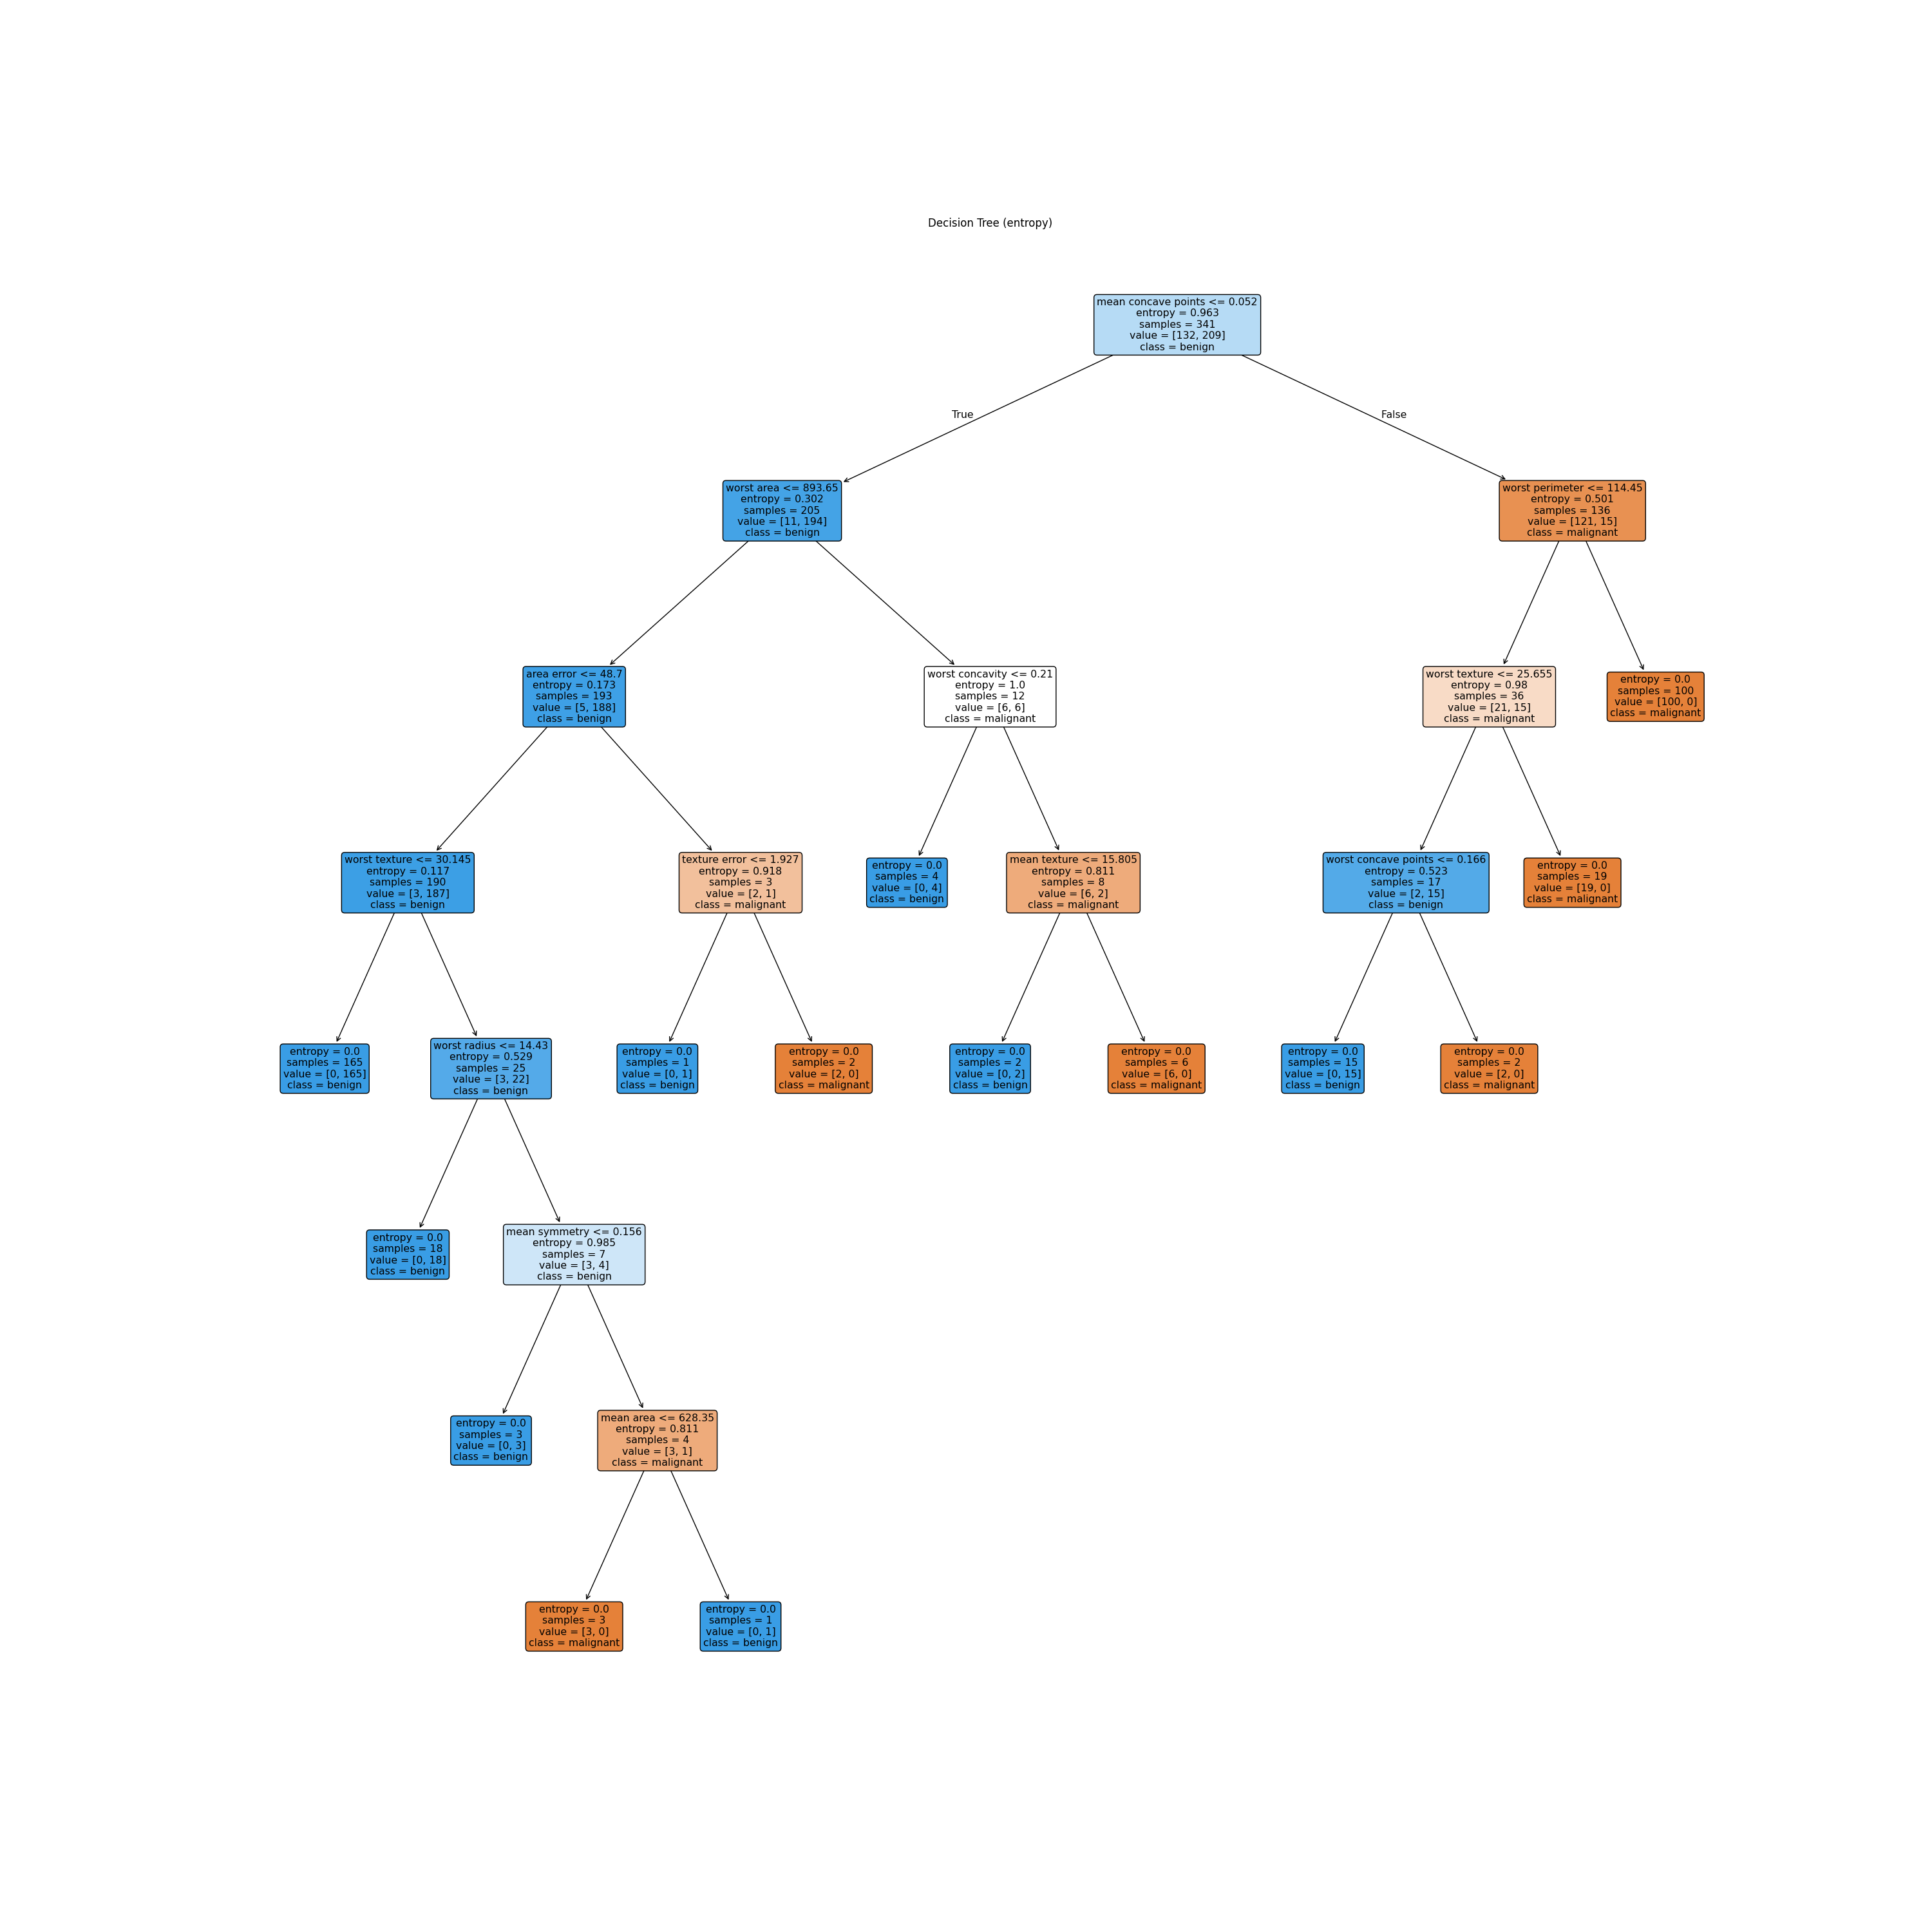 Decision Tree (entropy)
mean concave points <= 0.052
entropy = 0.963
samples = 341
value = [132, 209]
class = benign
True
False
worst area <= 893.65
entropy = 0.302
samples = 205
value = [11, 194]
class = benign
worst perimeter <= 114.45
entropy = 0.501
samples = 136
value = [121, 15]
class = malignant
area error <= 48.7
entropy = 0.173
samples = 193
value = [5, 188]
class = benign
worst concavity <= 0.21
entropy = 1.0
samples = 12
value = [6, 6]
class = malignant
worst texture <= 25.655
entropy = 0.98
samples = 36
value = [21, 15]
class = malignant
entropy = 0.0
samples = 100
value = [100, 0]
class = malignant
worst texture <= 30.145
entropy = 0.117
samples = 190
value = [3, 187]
class = benign
texture error <= 1.927
entropy = 0.918
samples = 3
value = [2, 1]
class = malignant
entropy = 0.0
samples = 4
value = [0, 4]
class = benign
mean texture <= 15.805
entropy = 0.811
samples = 8
value = [6, 2]
class = malignant
worst concave points <= 0.166
entropy = 0.523
samples = 17
value = [2, 15]
class = benign
entropy = 0.0
samples = 19
value = [19, 0]
class = malignant
entropy = 0.0
samples = 165
value = [0, 165]
class = benign
worst radius <= 14.43
entropy = 0.529
samples = 25
value = [3, 22]
class = benign
entropy = 0.0
samples = 1
value = [0, 1]
class = benign
entropy = 0.0
samples = 2
value = [2, 0]
class = malignant
entropy = 0.0
samples = 2
value = [0, 2]
class = benign
entropy = 0.0
samples = 6
value = [6, 0]
class = malignant
entropy = 0.0
samples = 15
value = [0, 15]
class = benign
entropy = 0.0
samples = 2
value = [2, 0]
class = malignant
entropy = 0.0
samples = 18
value = [0, 18]
class = benign
mean symmetry <= 0.156
entropy = 0.985
samples = 7
value = [3, 4]
class = benign
entropy = 0.0
samples = 3
value = [0, 3]
class = benign
mean area <= 628.35
entropy = 0.811
samples = 4
value = [3, 1]
class = malignant
entropy = 0.0
samples = 3
value = [3, 0]
class = malignant
entropy = 0.0
samples = 1
value = [0, 1]
class = benign